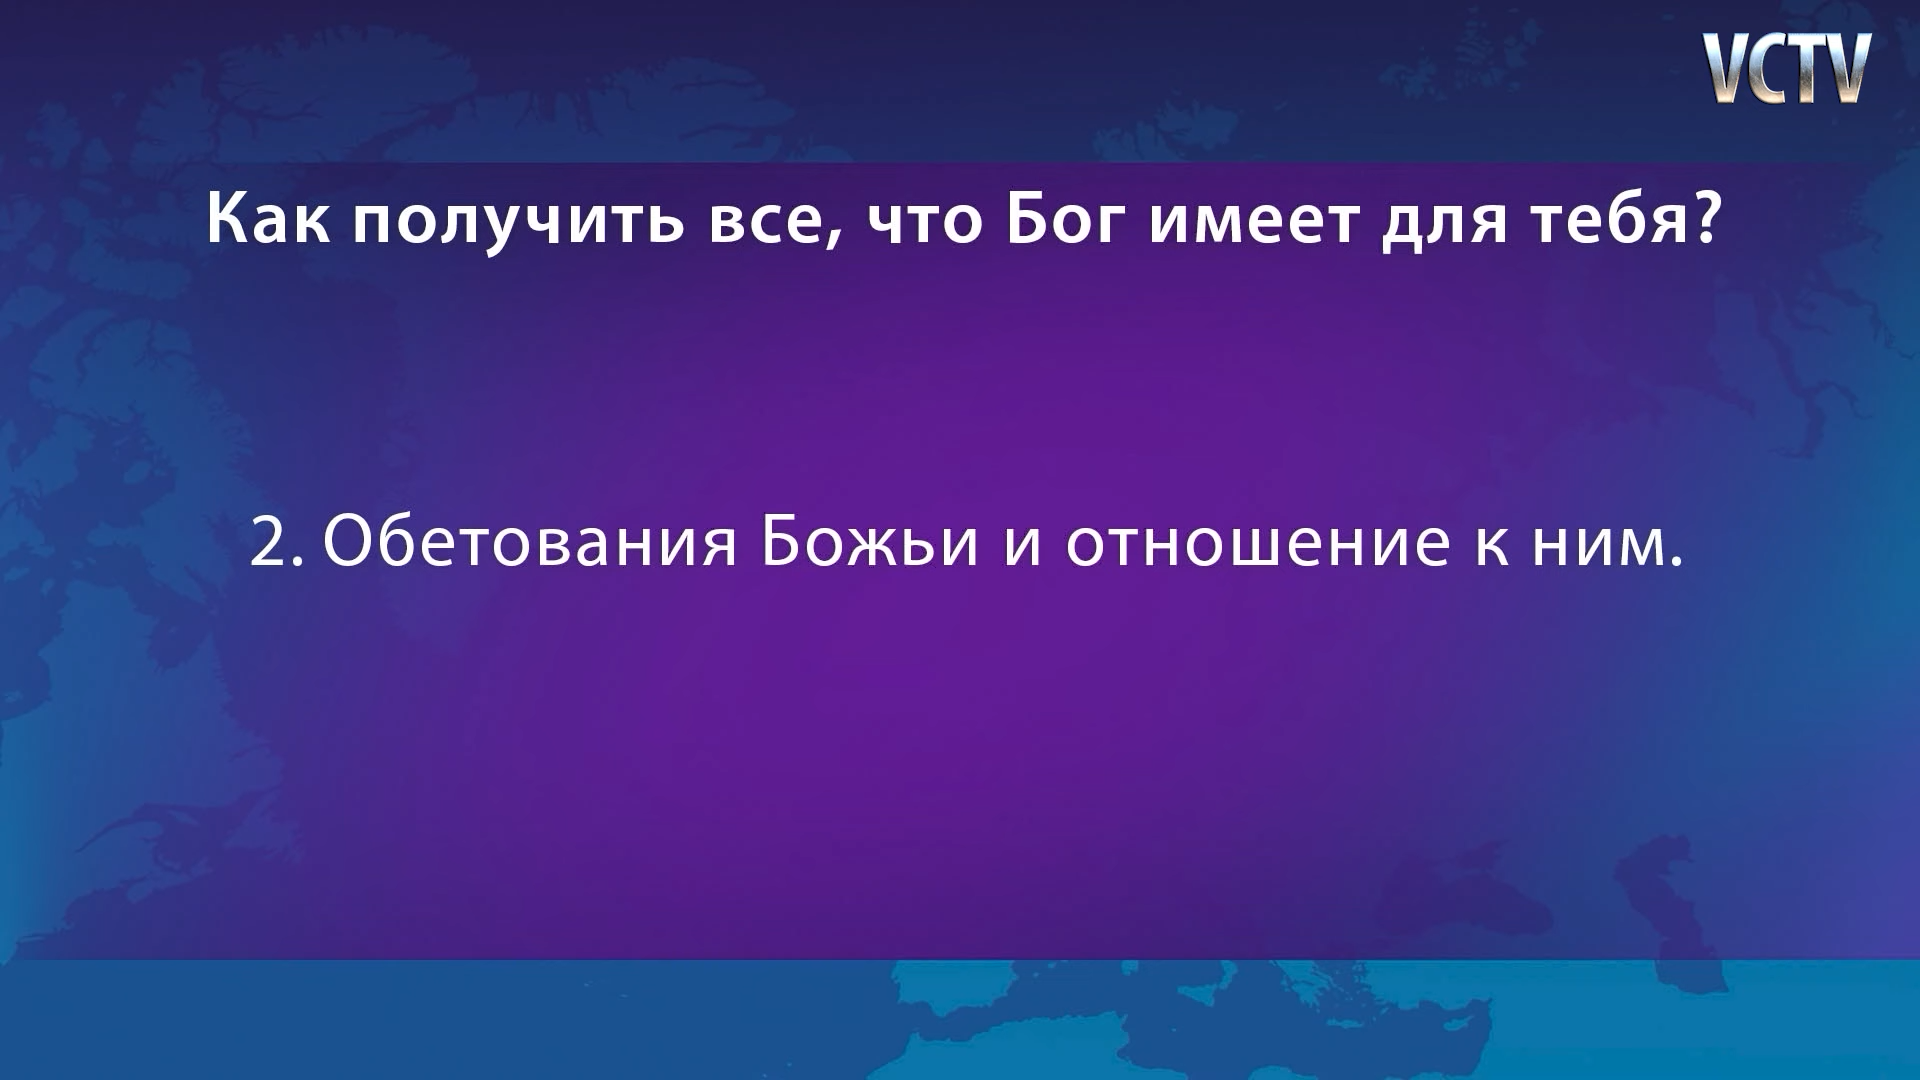 VCTV
Как получить все, что Бог имеет для тебя?
2. Обетования Божьи и отношение к ним.